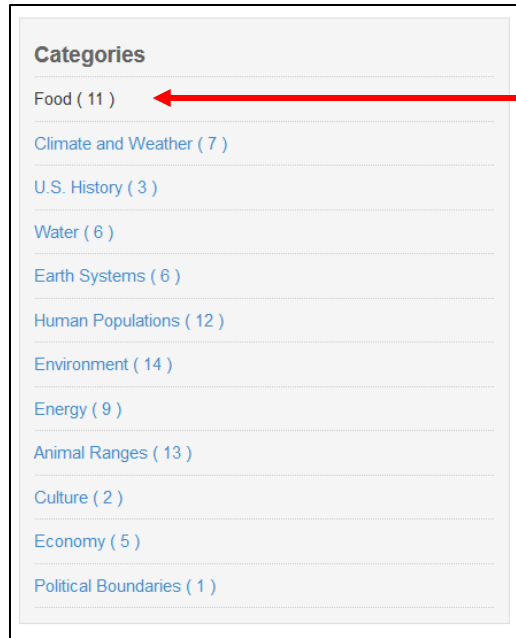 Categories
Food ( 11 )
Climate and Weather ( 7 )
U.S. History ( 3 )
Water ( 6 )
Earth Systems ( 6 )
Human Populations ( 12 )
Environment ( 14 )
Energy ( 9 )
Animal Ranges ( 13 )
Culture ( 2 )
Economy ( 5 )
Political Boundaries ( 1 )